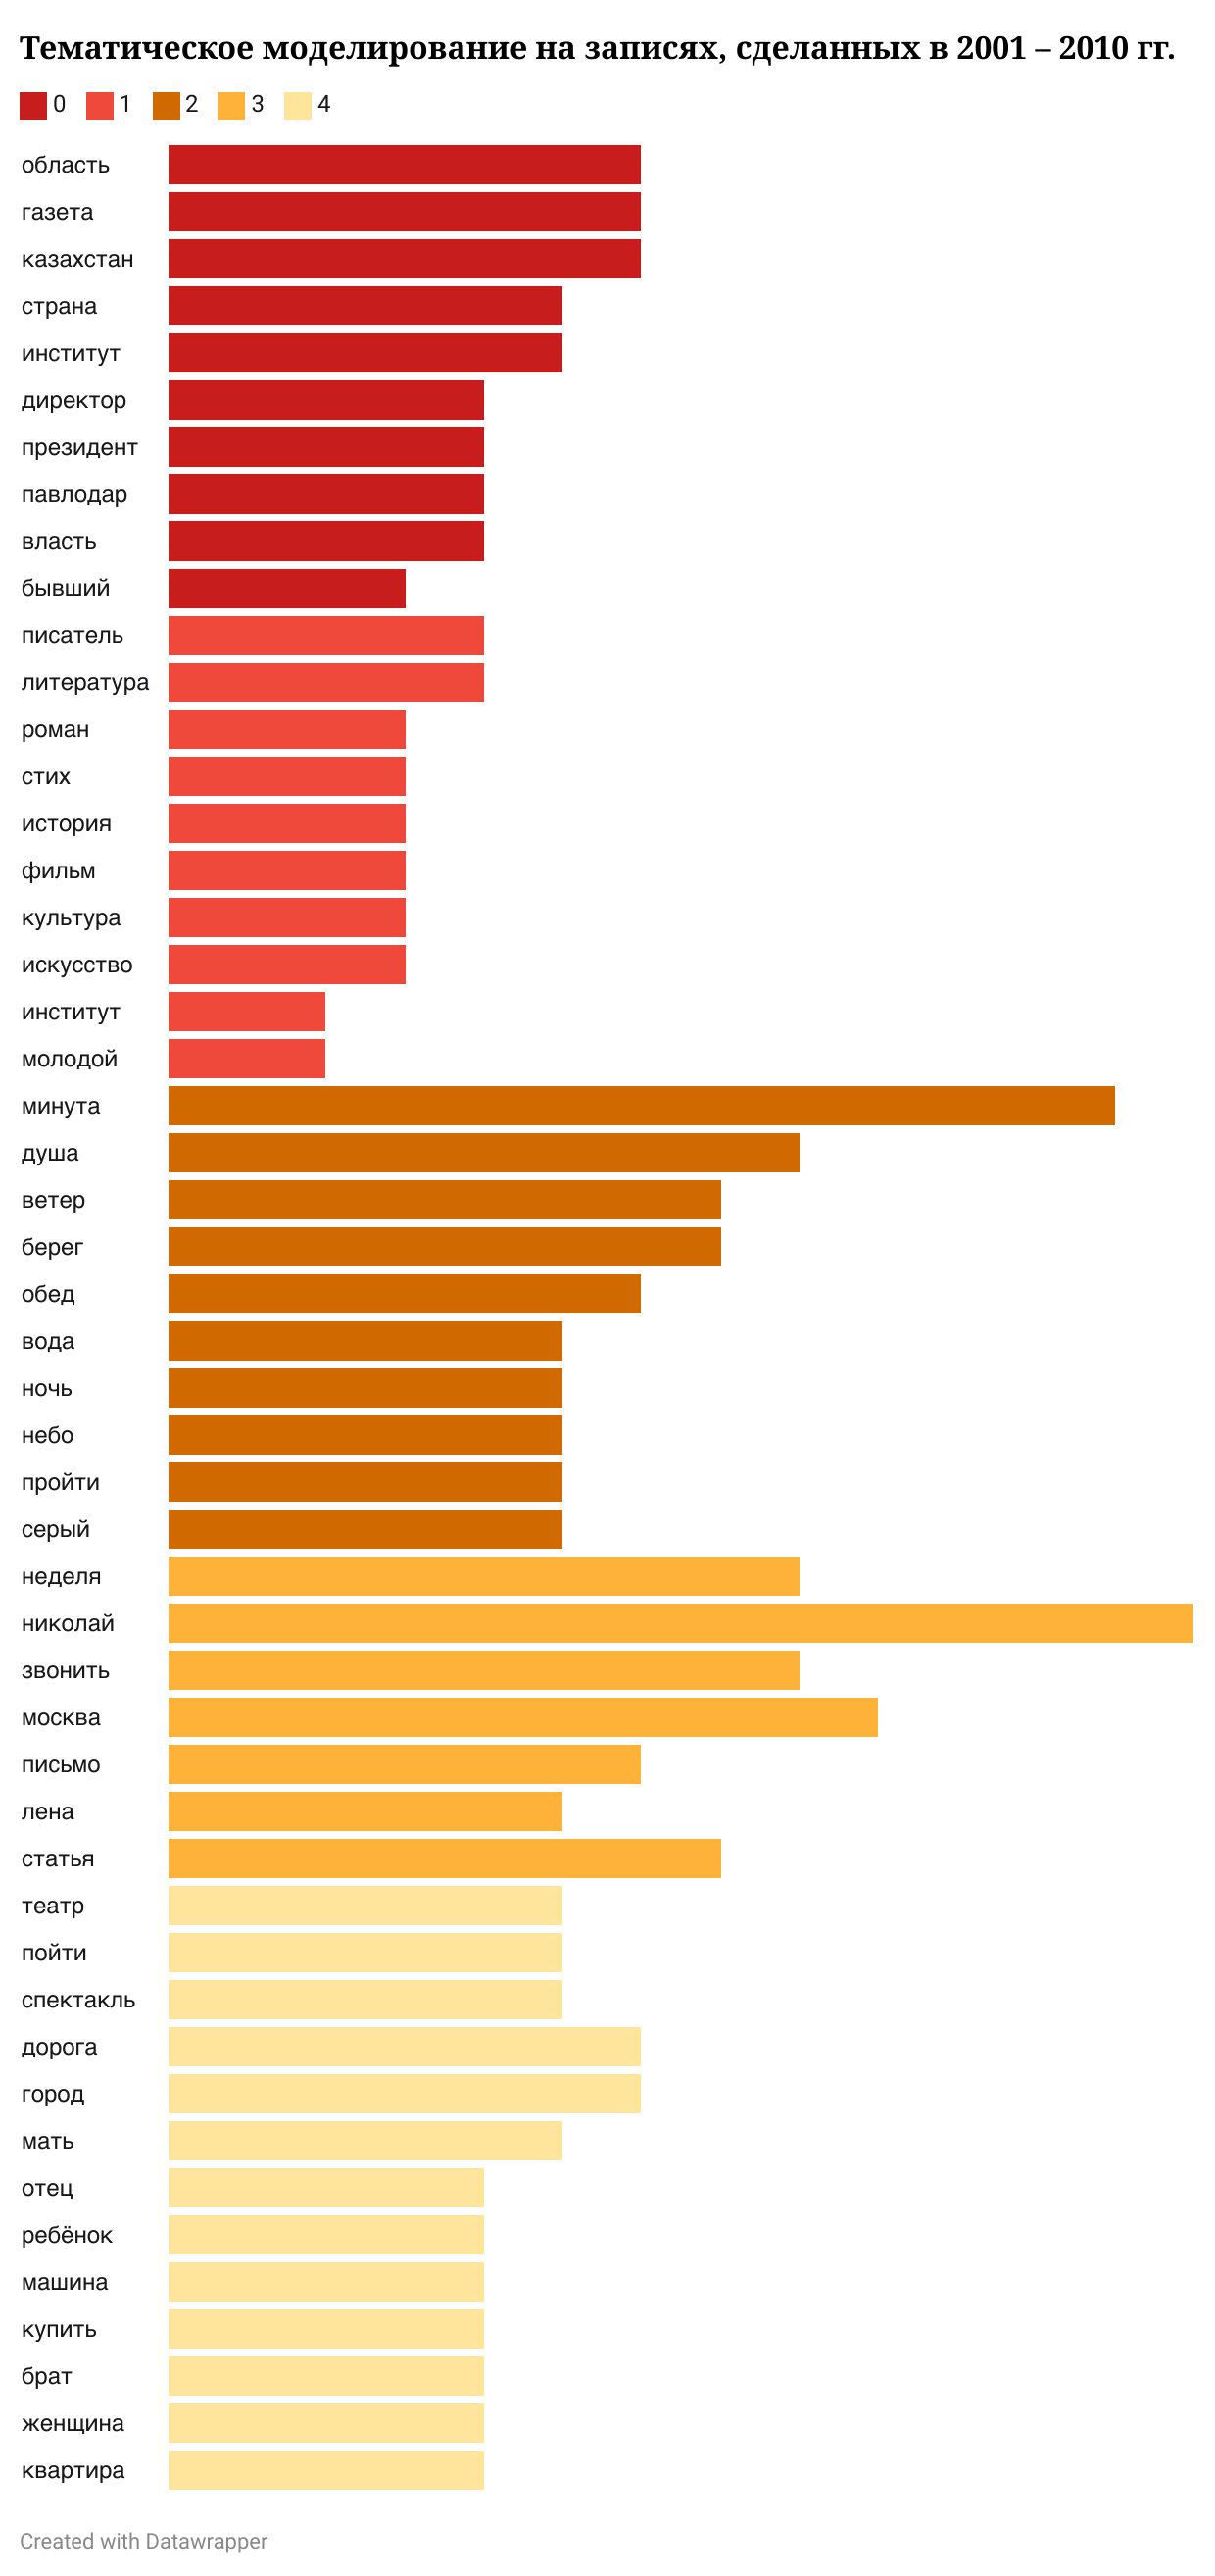 Тематическое моделирование на записях, сделанных в 2001 – 2010 гг.
0 1 2 3 4
область
газета
казахстан
страна
институт
директор
президент
павлодар
власть
бывший
писатель
литература
роман
стих
история
фильм
культура
искусство
институт
молодой
минута
душа
ветер
берег
обед
вода
ночь
небо
пройти
серый
неделя
николай
звонить
москва
письмо
лена
статья
театр
пойти
спектакль
дорога
город
мать
отец
ребёнок
машина
купить
брат
женщина
квартира
Created with Datawrapper